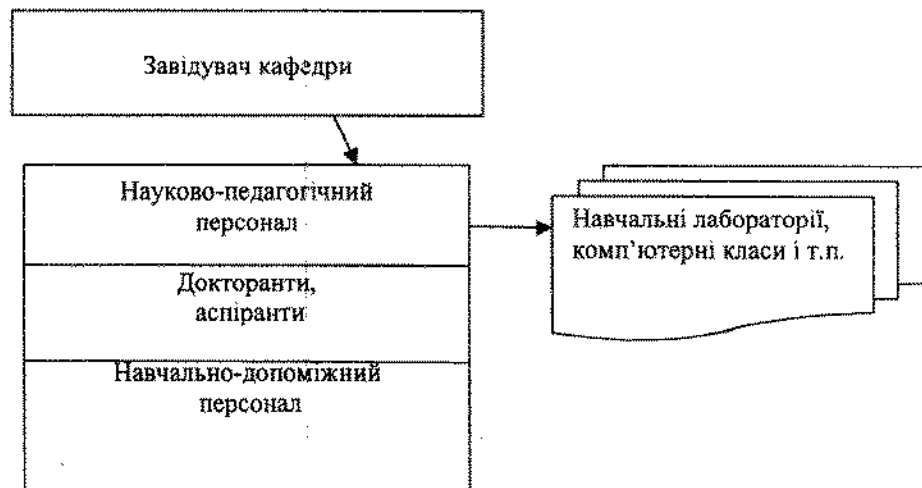 Завідувач кафедри
Науково-педагогічний
персонал
Навчальні лабораторії,
комп’ютерні класи і т.п.
Докторанти,
аспіранти
Навчально-допоміжний
персонал